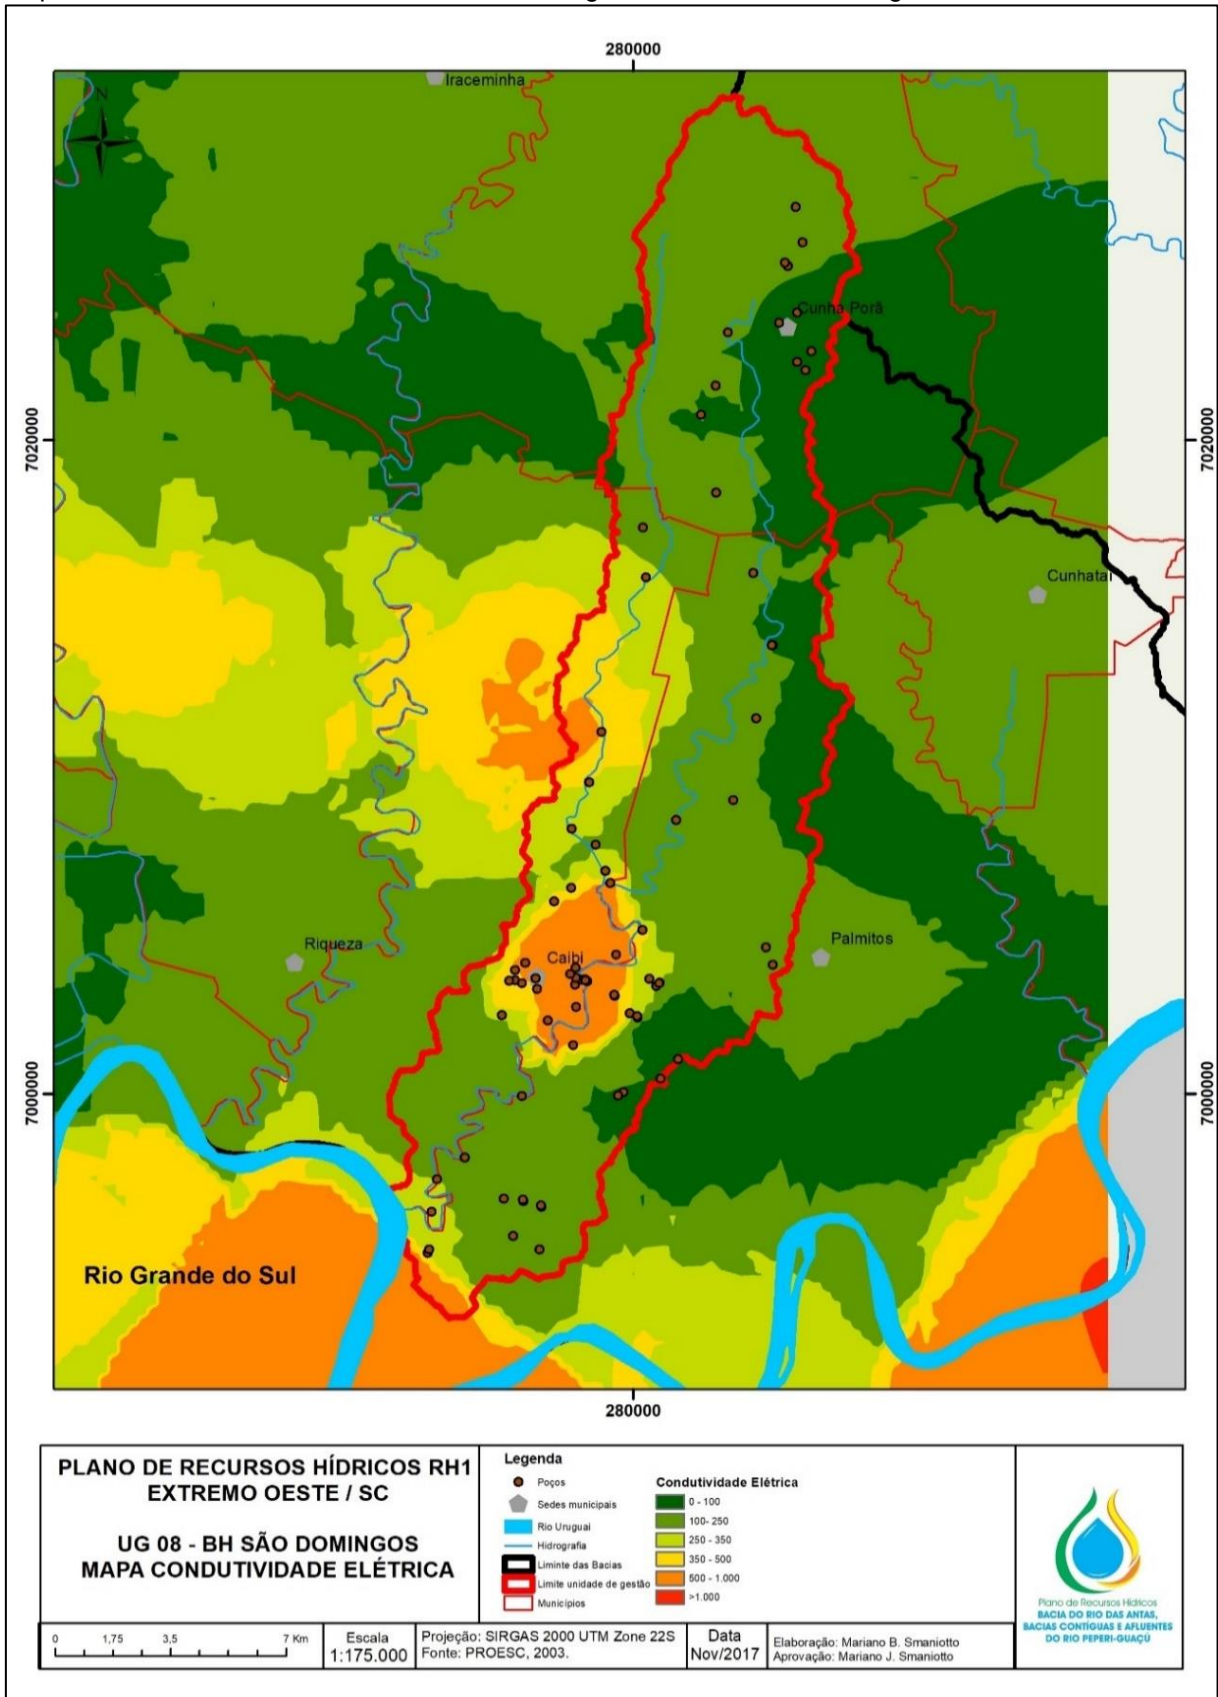 280000
Iraceminha
N
Cunha Porã
7020000
7020000
Cunhataí
Riqueza
Caibi
Palmitos
7000000
7000000
Rio Grande do Sul
280000
PLANO DE RECURSOS HÍDRICOS RH1
EXTREMO OESTE / SC
UG 08 - BH SÃO DOMINGOS
MAPA CONDUTIVIDADE ELÉTRICA
Legenda
Poços
Sedes municipais
Rio Uruguai
Hidrografia
Liminte das Bacias
Limite unidade de gestão
Municípios
Condutividade Elétrica
0 - 100
100- 250
250 - 350
350 - 500
500 - 1.000
>1.000
Plano de Recursos Hídricos
BACIA DO RIO DAS ANTAS,
BACIAS CONTÍGUAS E AFLUENTES
DO RIO PEPERI-GUAÇÚ
0 1,75 3,5 7 Km
Escala
1:175.000
Projeção: SIRGAS 2000 UTM Zone 22S
Fonte: PROESC, 2003.
Data
Nov/2017
Elaboração: Mariano B. Smaniotto
Aprovação: Mariano J. Smaniotto